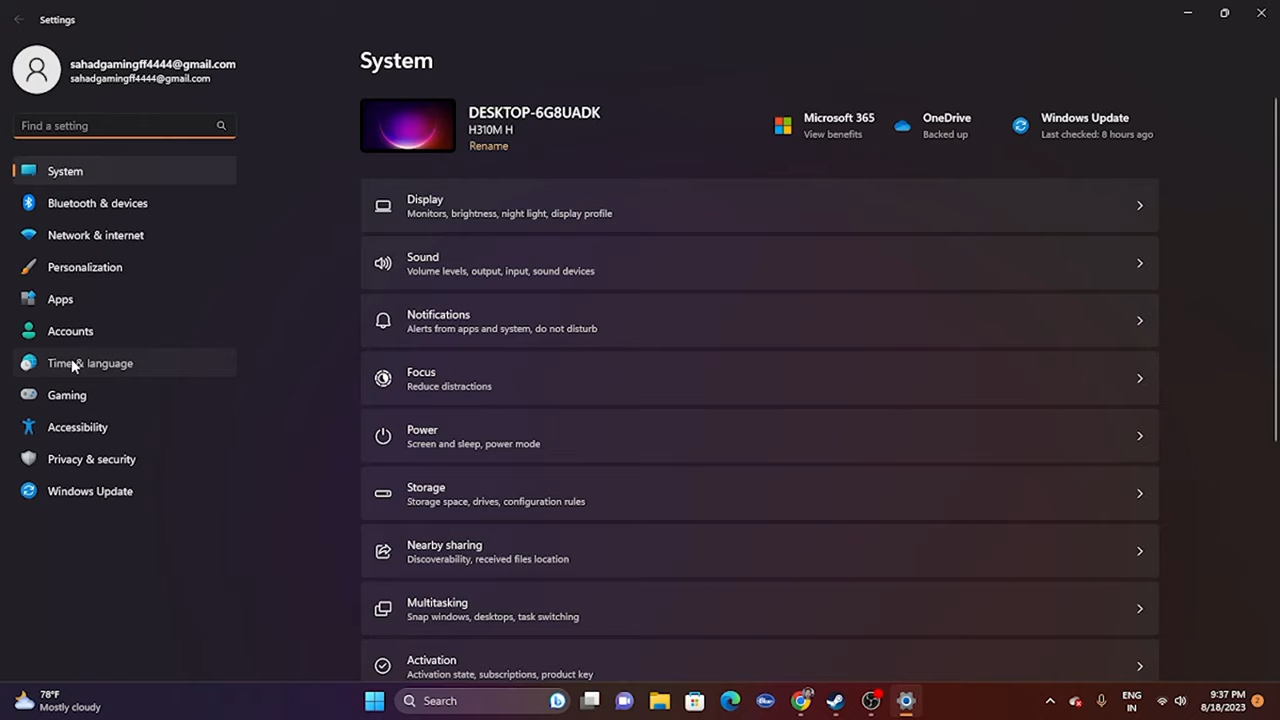 Settings
sahadgamingff4444@gmail.com
sahadgamingff4444@gmail.com
Find a setting
System
Bluetooth & devices
Network & internet
Personalization
Apps
Accounts
Time & language
Gaming
Accessibility
Privacy & security
Windows Update
System
DESKTOP-6G8UADK
H310M H
Rename
Microsoft 365
View benefits
OneDrive
Backed up
Windows Update
Last checked: 8 hours ago
Display
Monitors, brightness, night light, display profile
Sound
Volume levels, output, input, sound devices
Notifications
Alerts from apps and system, do not disturb
Focus
Reduce distractions
Power
Screen and sleep, power mode
Storage
Storage space, drives, configuration rules
Nearby sharing
Discoverability, received files location
Multitasking
Snap windows, desktops, task switching
Activation
Activation state, subscriptions, product key
78°F
Mostly cloudy
Search
ENG
IN
9:37 PM
8/18/2023
2